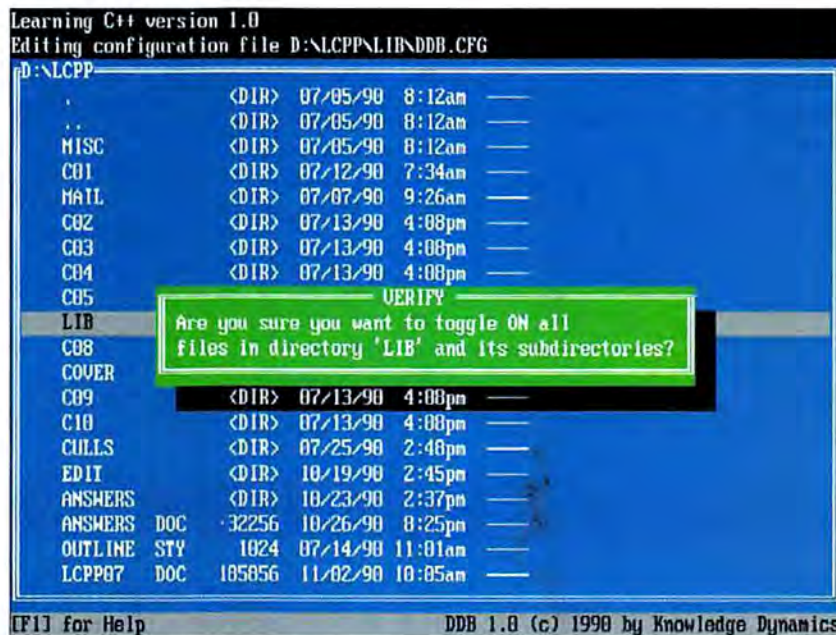 Learning C++ version 1.0
Editing configuration file D:\LCPP\LIB\DDB.CFG
D:\LCPP
. <DIR> 07/05/90 8:12am
.. <DIR> 07/05/90 8:12am
MISC <DIR> 07/05/90 8:12am
C01 <DIR> 07/12/90 7:34am
MAIL <DIR> 07/07/90 9:26am
C02 <DIR> 07/13/90 4:08pm
C03 <DIR> 07/13/90 4:08pm
C04 <DIR> 07/13/90 4:08pm
C05
VERIFY
LIB
Are you sure you want to toggle ON all
files in directory 'LIB' and its subdirectories?
C08
COVER
C09 <DIR> 07/13/90 4:08pm
C10 <DIR> 07/13/90 4:08pm
CULLS <DIR> 07/25/90 2:48pm
EDIT <DIR> 10/19/90 2:45pm
ANSWERS <DIR> 10/23/90 2:37pm
ANSWERS DOC 32256 10/26/90 8:25pm
OUTLINE STY 1024 07/14/90 11:01am
LCPP07 DOC 105856 11/02/90 10:05am
[F1] for Help DDB 1.0 (c) 1990 by Knowledge Dynamics